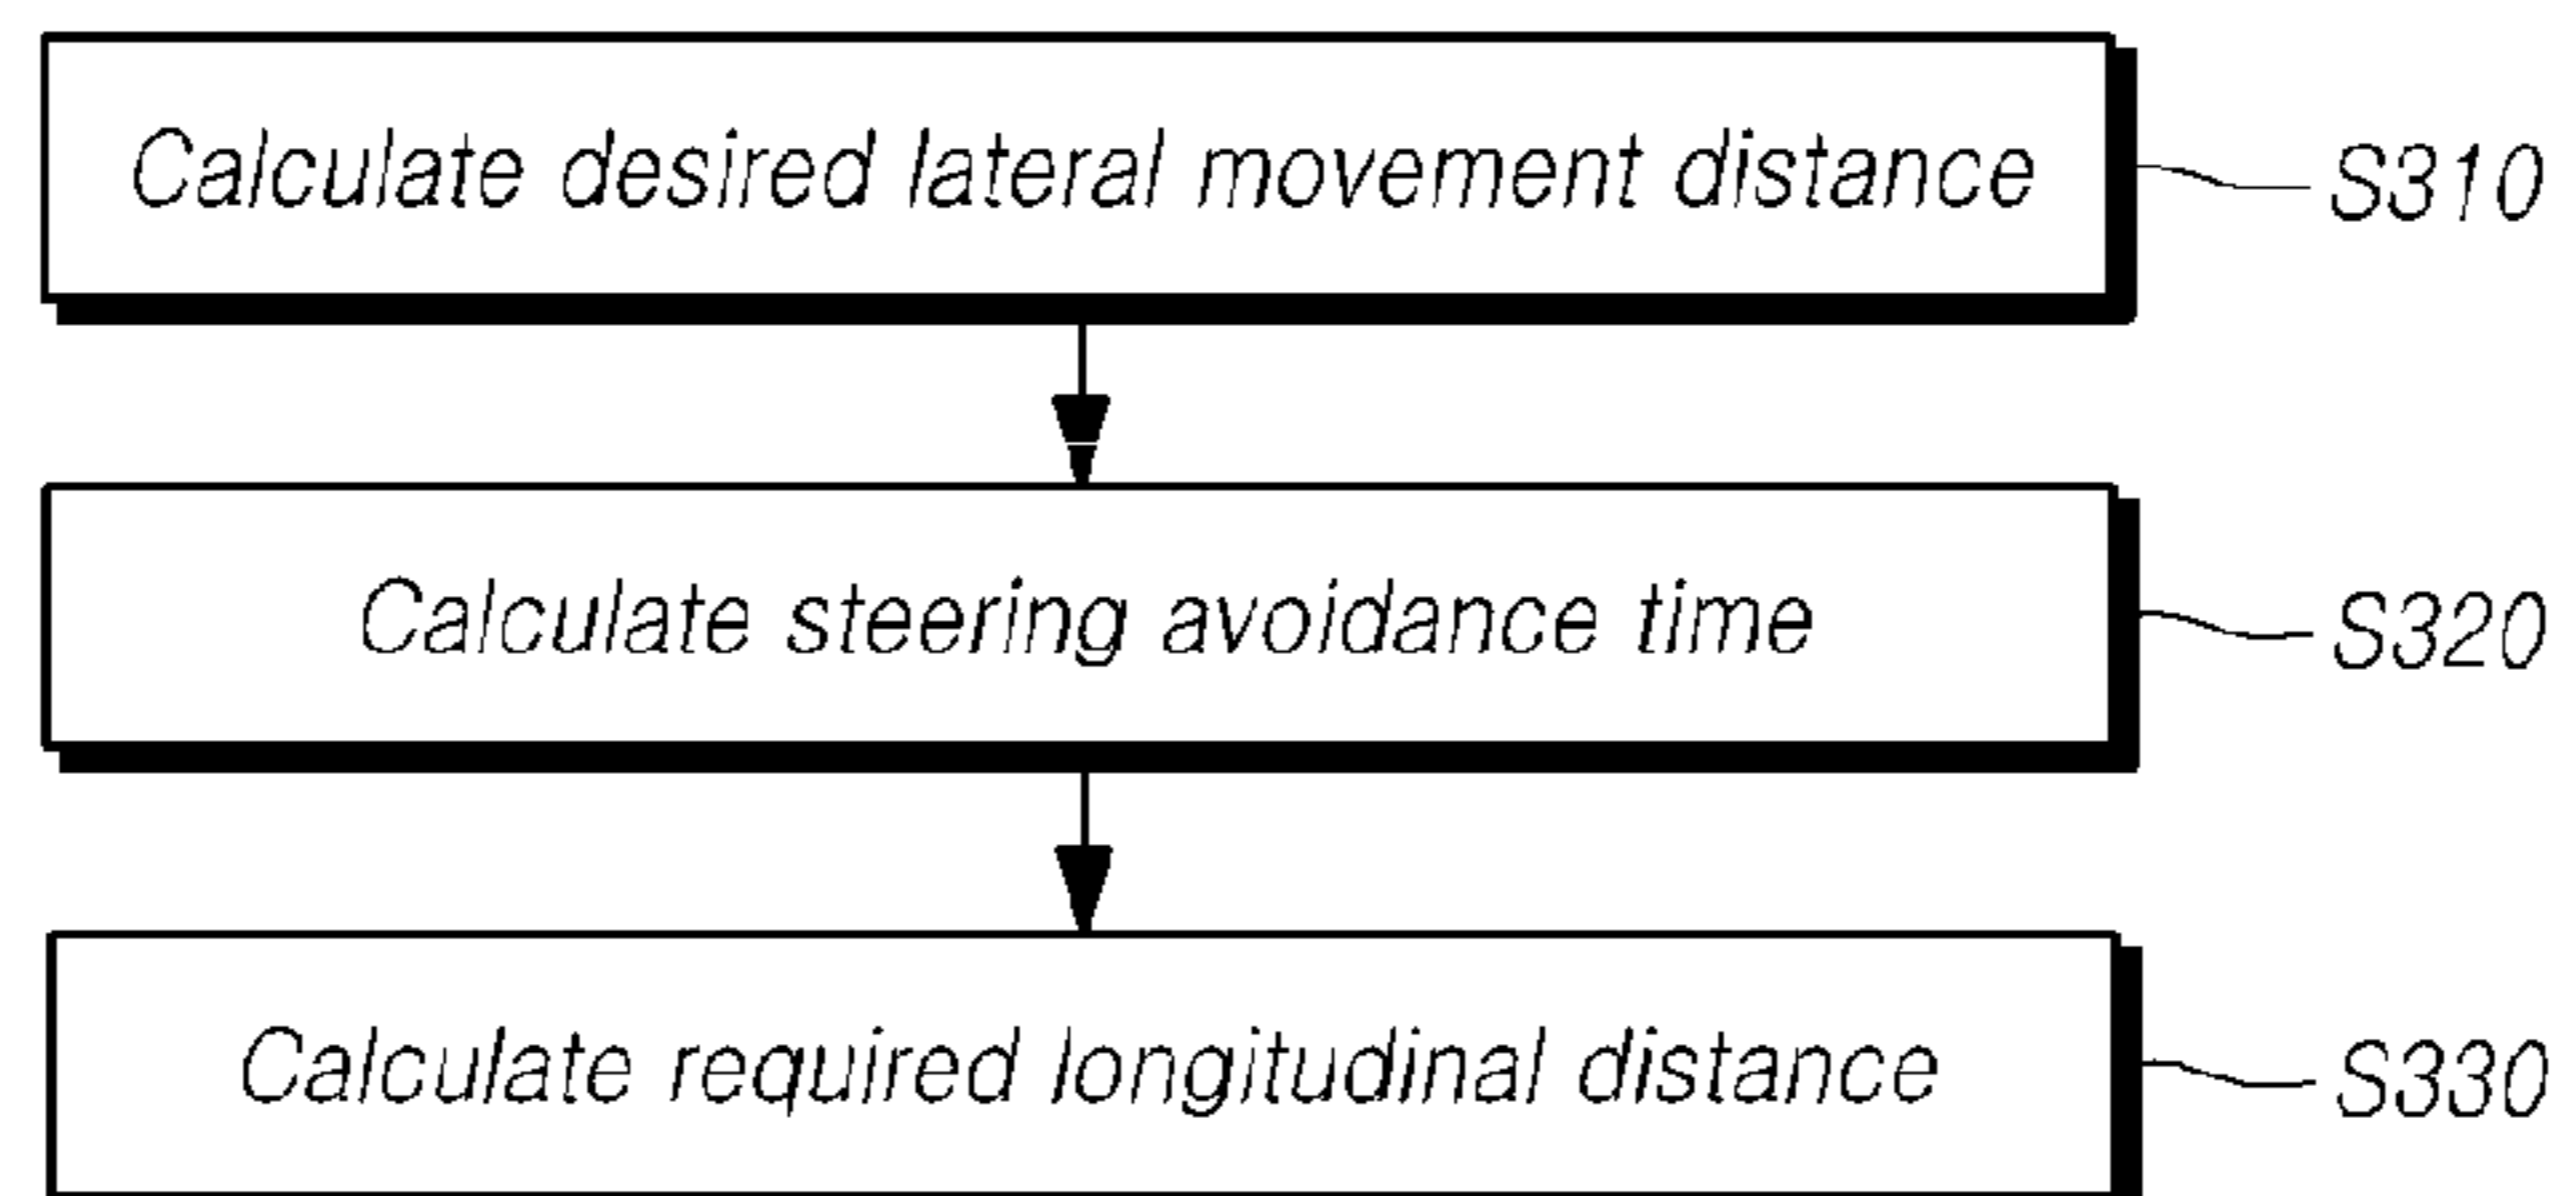 Calculate desired lateral movement distance S310
Calculate steering avoidance time S320
Calculate required longitudinal distance S330